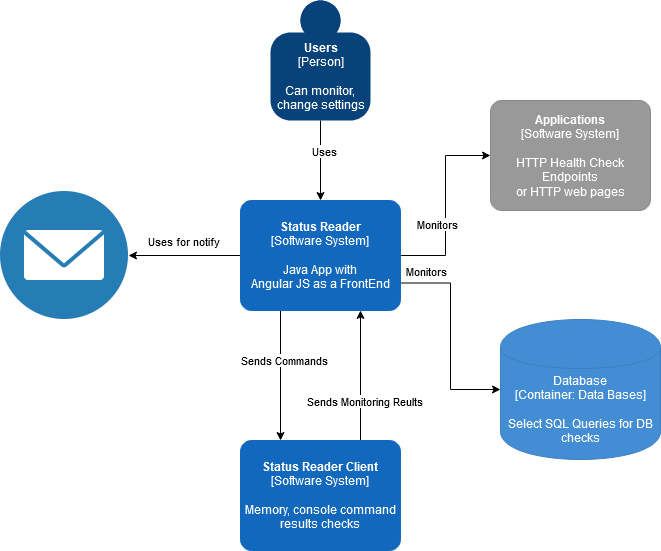 Users
[Person]
Can monitor,
change settings
Uses
Applications
[Software System]
HTTP Health Check
Endpoints
or HTTP web pages
Monitors
Status Reader
[Software System]
Java App with
Angular JS as a FrontEnd
Uses for notify
Monitors
Database
[Container: Data Bases]
Select SQL Queries for DB
checks
Sends Commands
Sends Monitoring Reults
Status Reader Client
[Software System]
Memory, console command
results checks